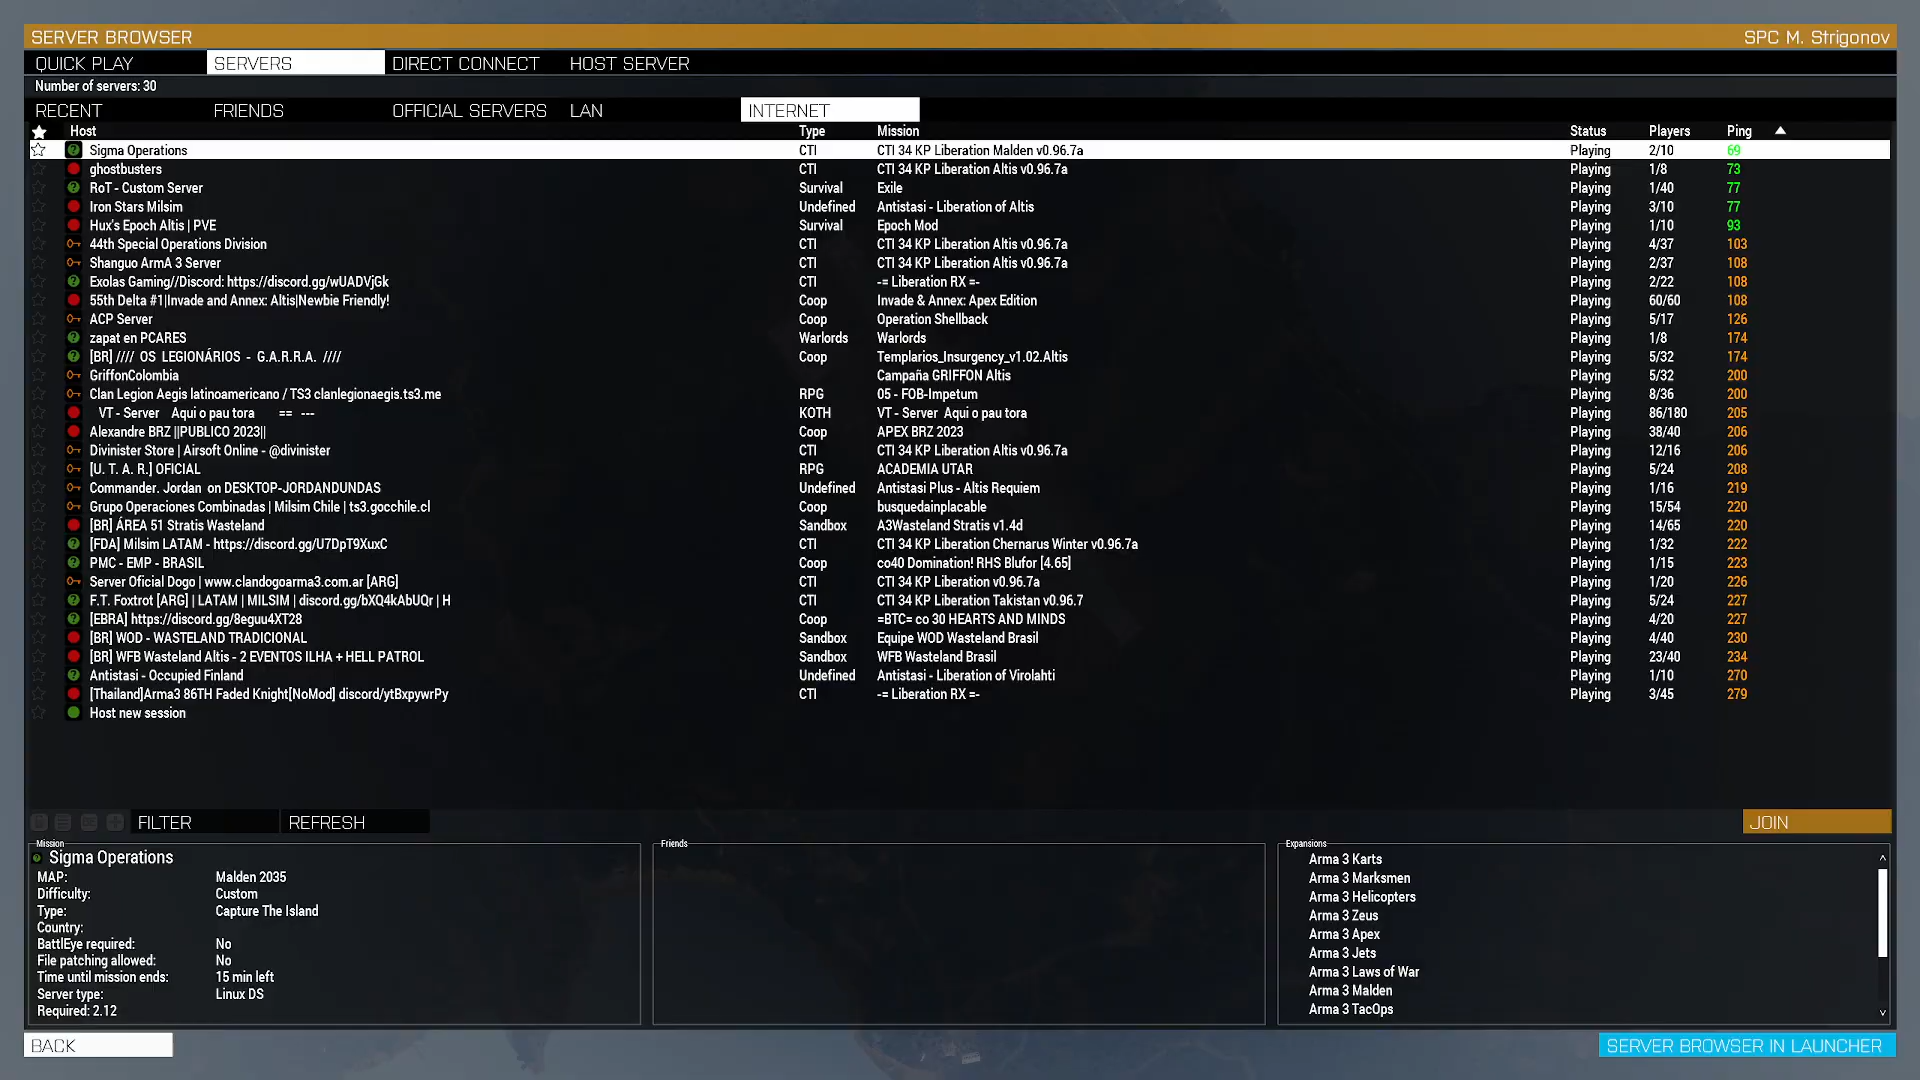 SERVER BROWSER SPC M. Strigonov
QUICK PLAY SERVERS DIRECT CONNECT HOST SERVER
Number of servers: 30
RECENT FRIENDS OFFICIAL SERVERS LAN INTERNET
Host Type Mission Status Players Ping
Sigma Operations CTI CTI 34 KP Liberation Malden v0.96.7a Playing 2/10 69
ghostbusters CTI CTI 34 KP Liberation Altis v0.96.7a Playing 1/8 73
RoT - Custom Server Survival Exile Playing 1/40 77
Iron Stars Milsim Undefined Antistasi - Liberation of Altis Playing 3/10 77
Hux's Epoch Altis | PVE Survival Epoch Mod Playing 1/10 93
44th Special Operations Division CTI CTI 34 KP Liberation Altis v0.96.7a Playing 4/37 103
Shanguo ArmA 3 Server CTI CTI 34 KP Liberation Altis v0.96.7a Playing 2/37 108
Exolas Gaming//Discord: https://discord.gg/wUADVjGk CTI -= Liberation RX =- Playing 2/22 108
55th Delta #1|Invade and Annex: Altis|Newbie Friendly! Coop Invade & Annex: Apex Edition Playing 60/60 108
ACP Server Coop Operation Shellback Playing 5/17 126
zapat en PCARES Warlords Warlords Playing 1/8 174
[BR] //// OS LEGIONÁRIOS - G.A.R.R.A. //// Coop Templarios_Insurgency_v1.02.Altis Playing 5/32 174
GriffonColombia Campaña GRIFFON Altis Playing 5/32 200
Clan Legion Aegis latinoamericano / TS3 clanlegionaegis.ts3.me RPG 05 - FOB-Impetum Playing 8/36 200
VT - Server Aqui o pau tora == --- KOTH VT - Server Aqui o pau tora Playing 86/180 205
Alexandre BRZ ||PUBLICO 2023|| Coop APEX BRZ 2023 Playing 38/40 206
Divinister Store | Airsoft Online - @divinister CTI CTI 34 KP Liberation Altis v0.96.7a Playing 12/16 206
[U. T. A. R.] OFICIAL RPG ACADEMIA UTAR Playing 5/24 208
Commander. Jordan on DESKTOP-JORDANDUNDAS Undefined Antistasi Plus - Altis Requiem Playing 1/16 219
Grupo Operaciones Combinadas | Milsim Chile | ts3.gocchile.cl Coop busquedainplacable Playing 15/54 220
[BR] ÁREA 51 Stratis Wasteland Sandbox A3Wasteland Stratis v1.4d Playing 14/65 220
[FDA] Milsim LATAM - https://discord.gg/U7DpT9XuxC CTI CTI 34 KP Liberation Chernarus Winter v0.96.7a Playing 1/32 222
PMC - EMP - BRASIL Coop co40 Domination! RHS Blufor [4.65] Playing 1/15 223
Server Oficial Dogo | www.clandogoarma3.com.ar [ARG] CTI CTI 34 KP Liberation v0.96.7a Playing 1/20 226
F.T. Foxtrot [ARG] | LATAM | MILSIM | discord.gg/bXQ4kAbUQr | H CTI CTI 34 KP Liberation Takistan v0.96.7 Playing 5/24 227
[EBRA] https://discord.gg/8eguu4XT28 Coop =BTC= co 30 HEARTS AND MINDS Playing 4/20 227
[BR] WOD - WASTELAND TRADICIONAL Sandbox Equipe WOD Wasteland Brasil Playing 4/40 230
[BR] WFB Wasteland Altis - 2 EVENTOS ILHA + HELL PATROL Sandbox WFB Wasteland Brasil Playing 23/40 234
Antistasi - Occupied Finland Undefined Antistasi - Liberation of Virolahti Playing 1/10 270
[Thailand]Arma3 86TH Faded Knight[NoMod] discord/ytBxpywrPy CTI -= Liberation RX =- Playing 3/45 279
Host new session
FILTER REFRESH JOIN
Mission Friends Expansions
Sigma Operations
MAP: Malden 2035
Difficulty: Custom
Type: Capture The Island
Country:
BattlEye required: No
File patching allowed: No
Time until mission ends: 15 min left
Server type: Linux DS
Required: 2.12
Arma 3 Karts
Arma 3 Marksmen
Arma 3 Helicopters
Arma 3 Zeus
Arma 3 Apex
Arma 3 Jets
Arma 3 Laws of War
Arma 3 Malden
Arma 3 TacOps
BACK SERVER BROWSER IN LAUNCHER